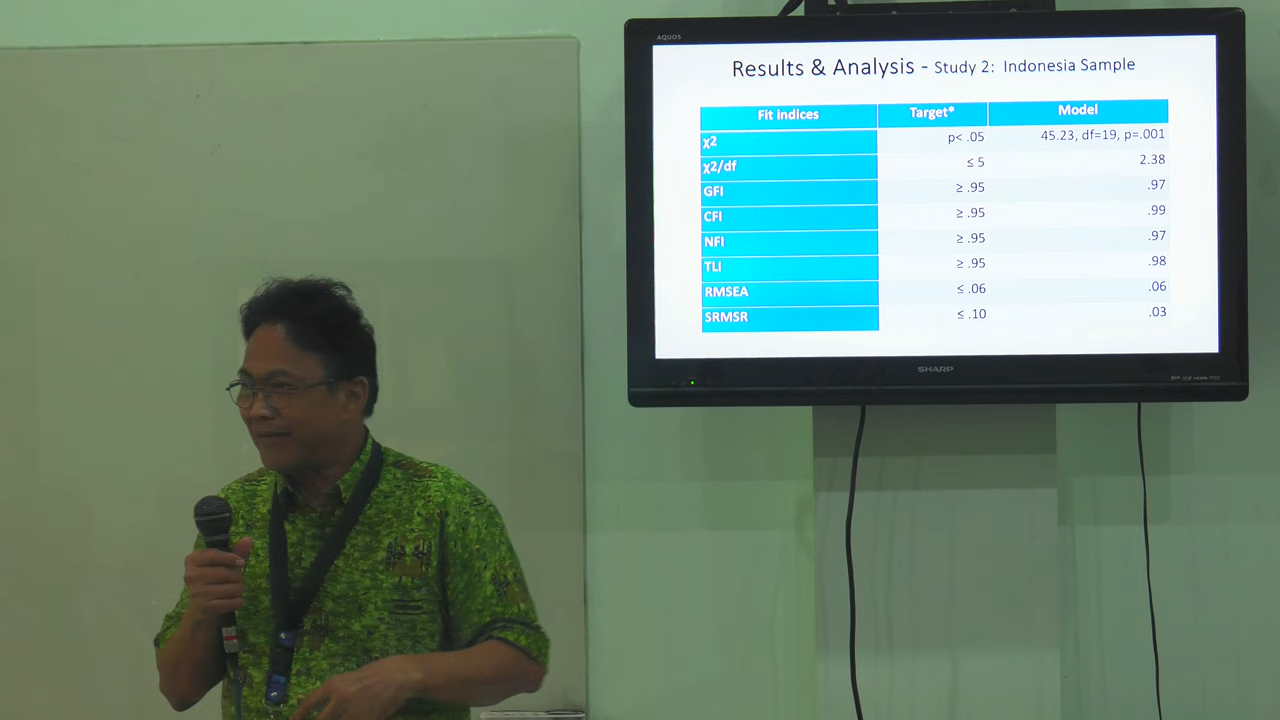 AQUOS
Results & Analysis - Study 2: Indonesia Sample
Fit indices Target* Model
χ2 p< .05 45.23, df=19, p=.001
χ2/df ≤ 5 2.38
GFI ≥ .95 .97
CFI ≥ .95 .99
NFI ≥ .95 .97
TLI ≥ .95 .98
RMSEA ≤ .06 .06
SRMSR ≤ .10 .03
SHARP